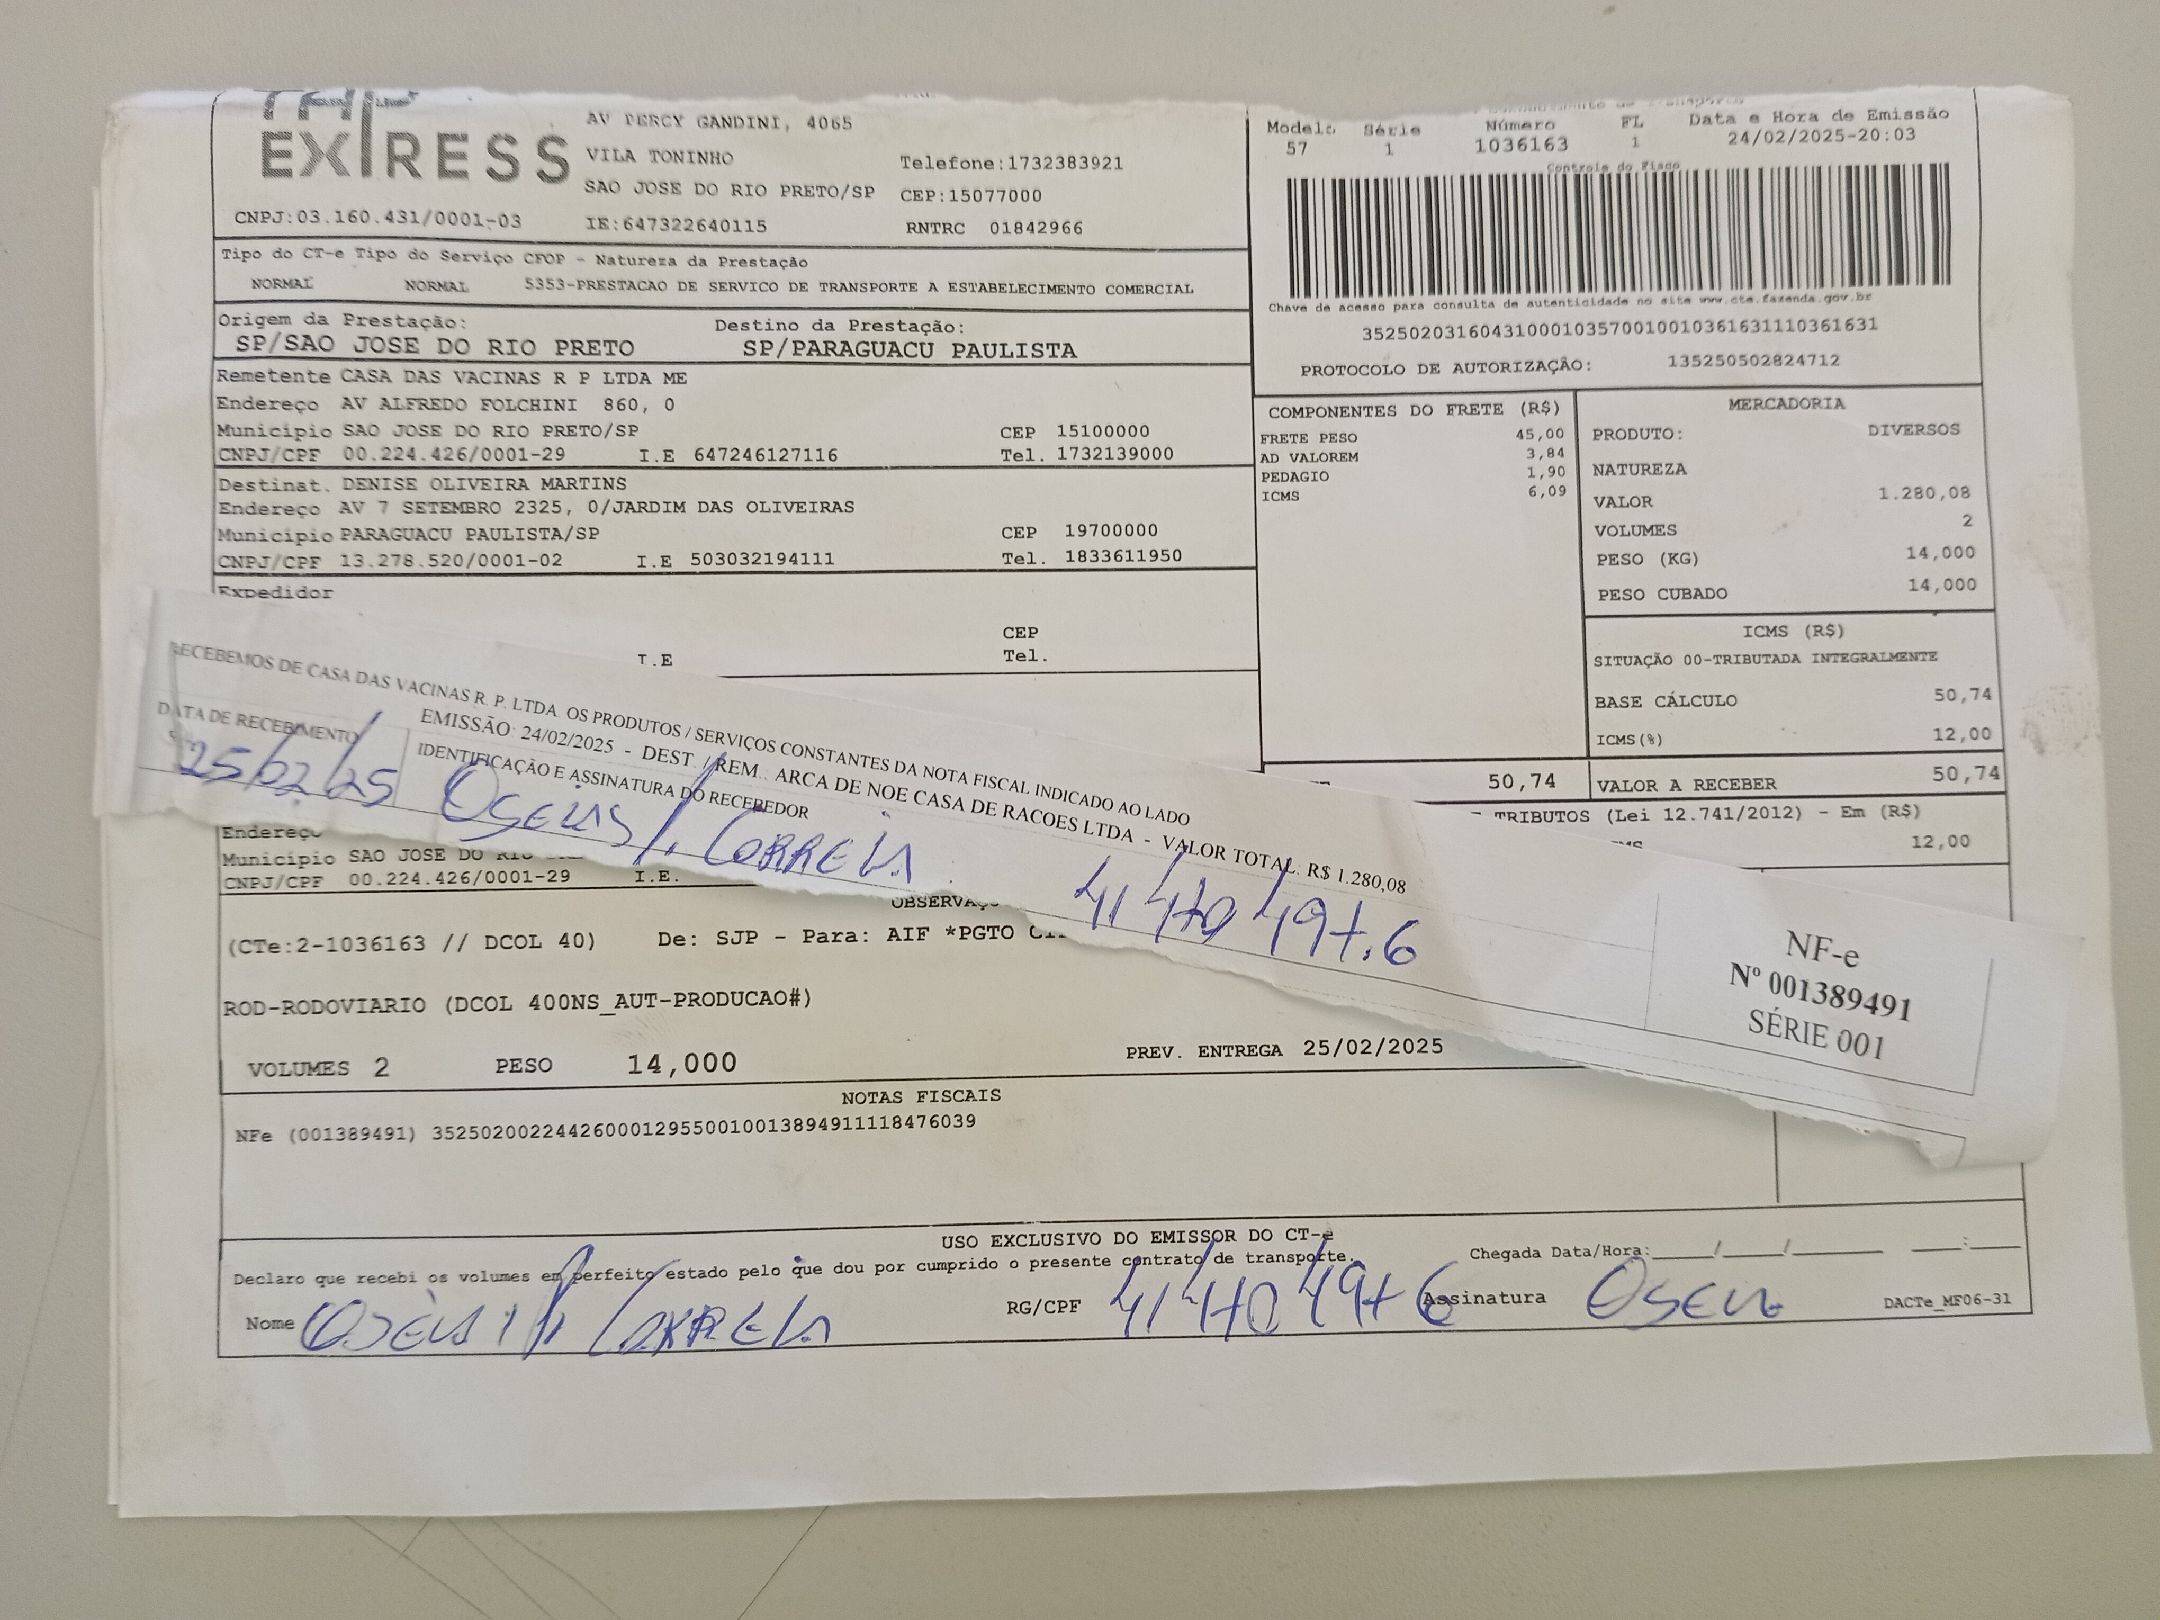 EXPRESS
AV PERCY GANDINI, 4065
VILA TONINHO
SAO JOSE DO RIO PRETO/SP
Telefone:1732383921
CEP:15077000
CNPJ:03.160.431/0001-03
IE:647322640115
RNTRC 01842966
Modelo Série Número FL Data e Hora de Emissão
57 1 1036163 1 24/02/2025-20:03
Controle do Fisco
Tipo do CT-e Tipo do Serviço CFOP - Natureza da Prestação
NORMAL NORMAL 5353-PRESTACAO DE SERVICO DE TRANSPORTE A ESTABELECIMENTO COMERCIAL
Chave de acesso para consulta de autenticidade no site www.cte.fazenda.gov.br
35250203160431000103570010010361631110361631
PROTOCOLO DE AUTORIZAÇÃO: 135250502824712
Origem da Prestação: Destino da Prestação:
SP/SAO JOSE DO RIO PRETO SP/PARAGUACU PAULISTA
Remetente CASA DAS VACINAS R P LTDA ME
Endereço AV ALFREDO FOLCHINI 860, 0
Município SAO JOSE DO RIO PRETO/SP CEP 15100000
CNPJ/CPF 00.224.426/0001-29 I.E 647246127116 Tel. 1732139000
Destinat. DENISE OLIVEIRA MARTINS
Endereço AV 7 SETEMBRO 2325, 0/JARDIM DAS OLIVEIRAS
Município PARAGUACU PAULISTA/SP CEP 19700000
CNPJ/CPF 13.278.520/0001-02 I.E 503032194111 Tel. 1833611950
Expedidor
CEP
I.E Tel.
COMPONENTES DO FRETE (R$)
FRETE PESO 45,00
AD VALOREM 3,84
PEDAGIO 1,90
ICMS 6,09
MERCADORIA
PRODUTO: DIVERSOS
NATUREZA
VALOR 1.280,08
VOLUMES 2
PESO (KG) 14,000
PESO CUBADO 14,000
ICMS (R$)
SITUAÇÃO 00-TRIBUTADA INTEGRALMENTE
BASE CÁLCULO 50,74
ICMS(%) 12,00
50,74 VALOR A RECEBER 50,74
TRIBUTOS (Lei 12.741/2012) - Em (R$)
12,00
RECEBEMOS DE CASA DAS VACINAS R. P. LTDA OS PRODUTOS / SERVIÇOS CONSTANTES DA NOTA FISCAL INDICADO AO LADO
EMISSÃO: 24/02/2025 - DEST. / REM.: ARCA DE NOE CASA DE RACOES LTDA - VALOR TOTAL: R$ 1.280,08
DATA DE RECEBIMENTO IDENTIFICAÇÃO E ASSINATURA DO RECEBEDOR
25/02/25 CORREIA
NF-e
Nº 001389491
SÉRIE 001
Endereço
Município SAO JOSE DO RIO
CNPJ/CPF 00.224.426/0001-29 I.E.
(CTe:2-1036163 // DCOL 40) De: SJP - Para: AIF *PGTO
ROD-RODOVIARIO (DCOL 400NS_AUT-PRODUCAO#)
VOLUMES 2 PESO 14,000 PREV. ENTREGA 25/02/2025
NOTAS FISCAIS
NFe (001389491) 35250200224426000129550010013894911118476039
USO EXCLUSIVO DO EMISSOR DO CT-e
Declaro que recebi os volumes em perfeito estado pelo que dou por cumprido o presente contrato de transporte. Chegada Data/Hora:____/____/______ ___:___
Nome CORREIA RG/CPF Assinatura DACTe_MF06-31